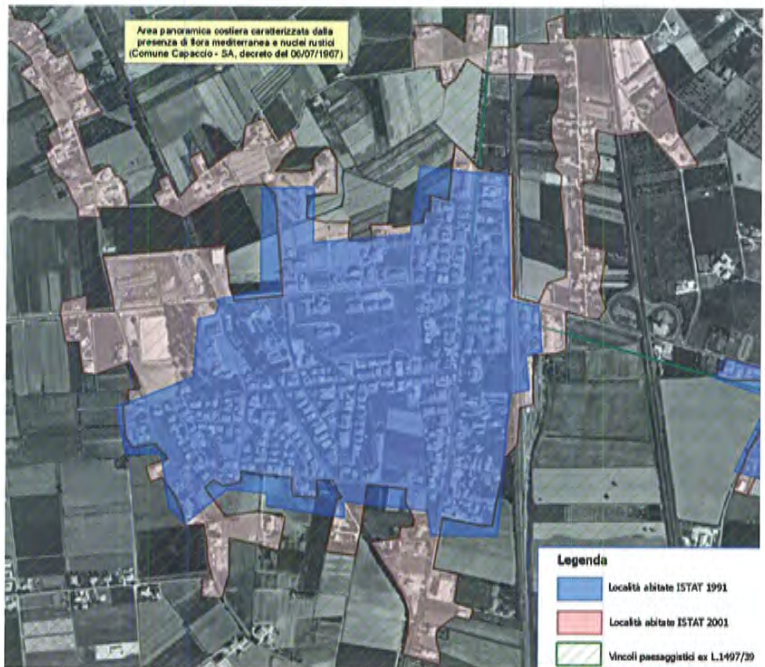 Area panoramica costiera caratterizzata dalla
presenza di flora mediterranea e nuclei rustici
(Comune Capaccio - SA, decreto del 06/07/1967)
Legenda
Località abitate ISTAT 1991
Località abitate ISTAT 2001
Vincoli paesaggistici ex L.1497/39